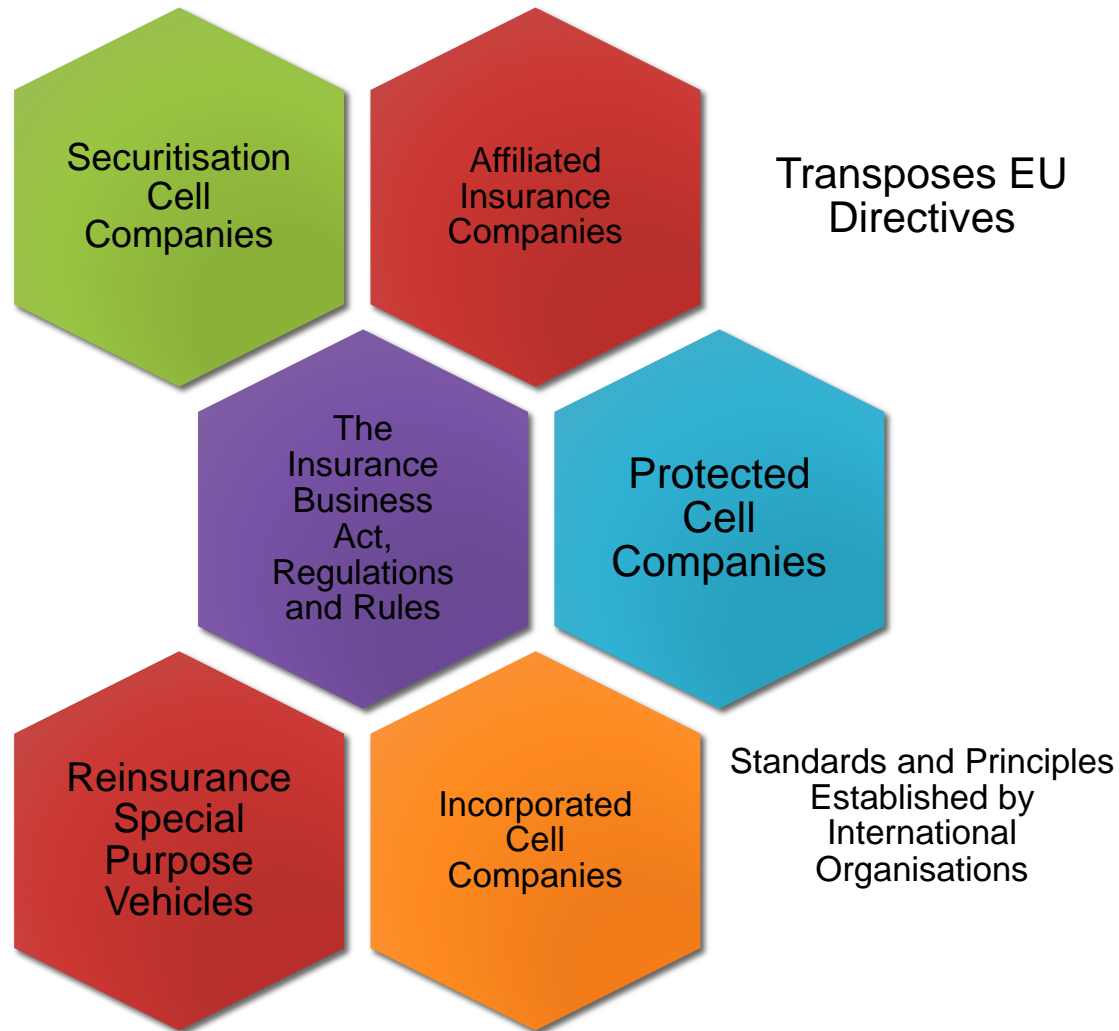 Securitisation
Cell
Companies
Affiliated
Insurance
Companies
Transposes EU
Directives
The
Insurance
Business
Act,
Regulations
and Rules
Protected
Cell
Companies
Reinsurance
Special
Purpose
Vehicles
Incorporated
Cell
Companies
Standards and Principles
Established by
International
Organisations